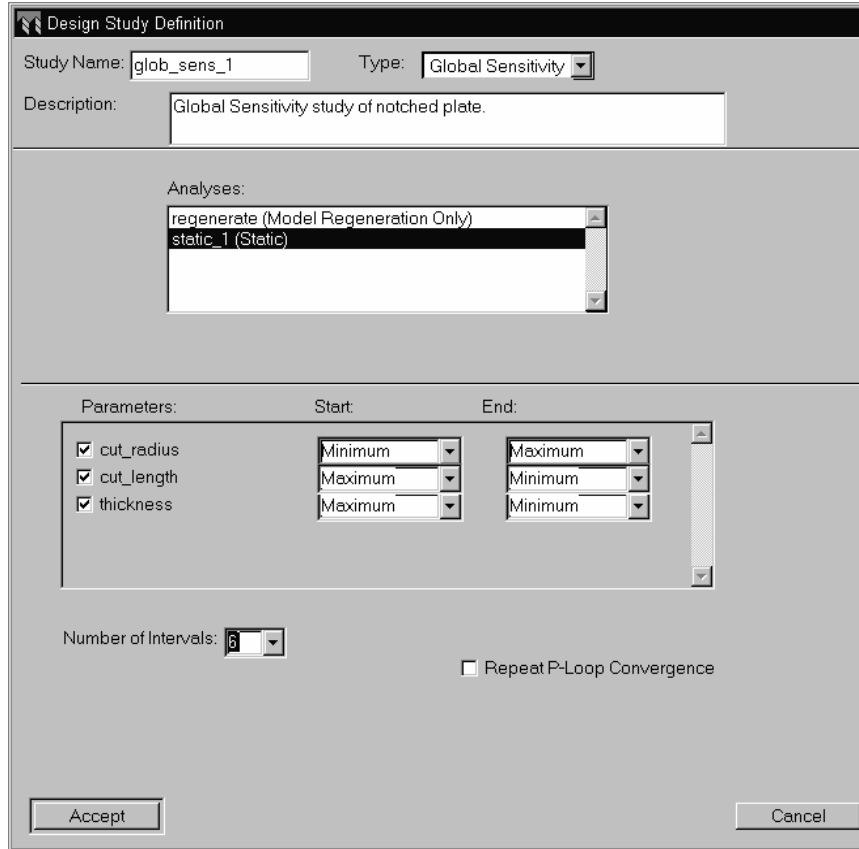 Design Study Definition
Study Name: glob_sens_1 Type: Global Sensitivity
Description: Global Sensitivity study of notched plate.
Analyses:
regenerate (Model Regeneration Only)
static_1 (Static)
Parameters: Start: End:
cut_radius Minimum Maximum
cut_length Maximum Minimum
thickness Maximum Minimum
Number of Intervals: 6
Repeat P-Loop Convergence
Accept Cancel